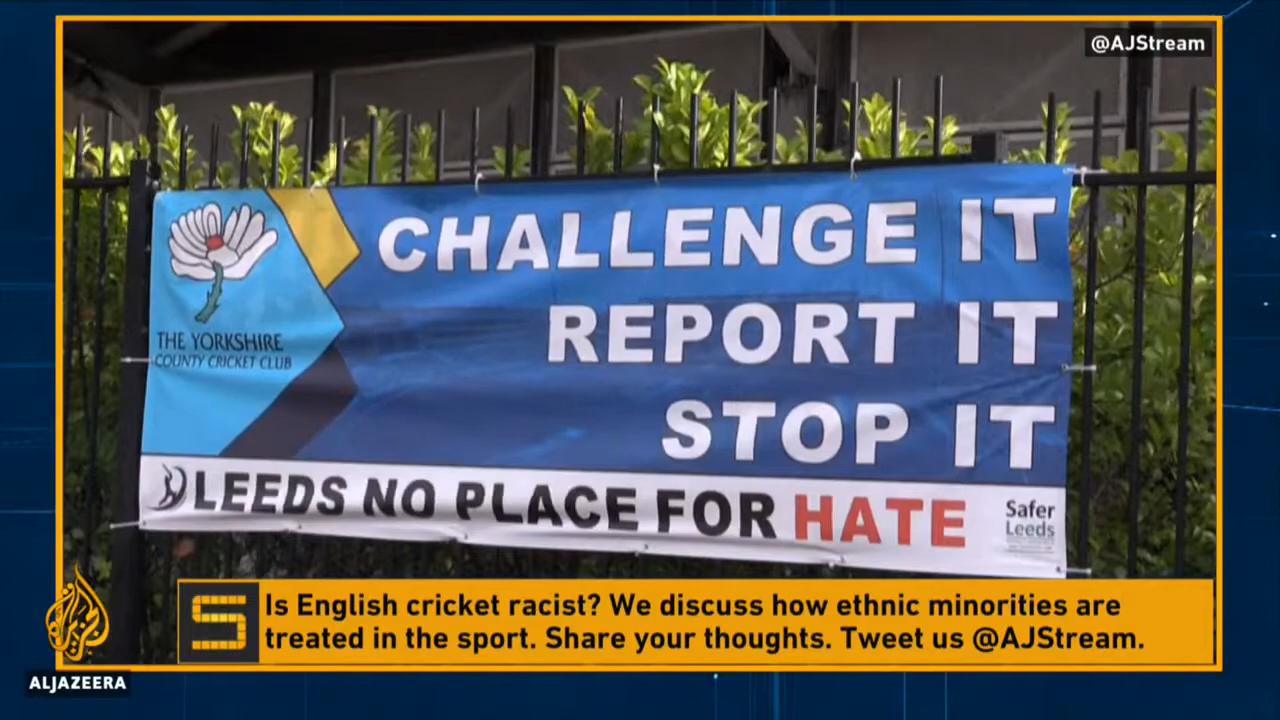 @AJStream
CHALLENGE IT
REPORT IT
STOP IT
THE YORKSHIRE
COUNTY CRICKET CLUB
LEEDS NO PLACE FOR HATE
Safer
Leeds
Is English cricket racist? We discuss how ethnic minorities are
treated in the sport. Share your thoughts. Tweet us @AJStream.
ALJAZEERA